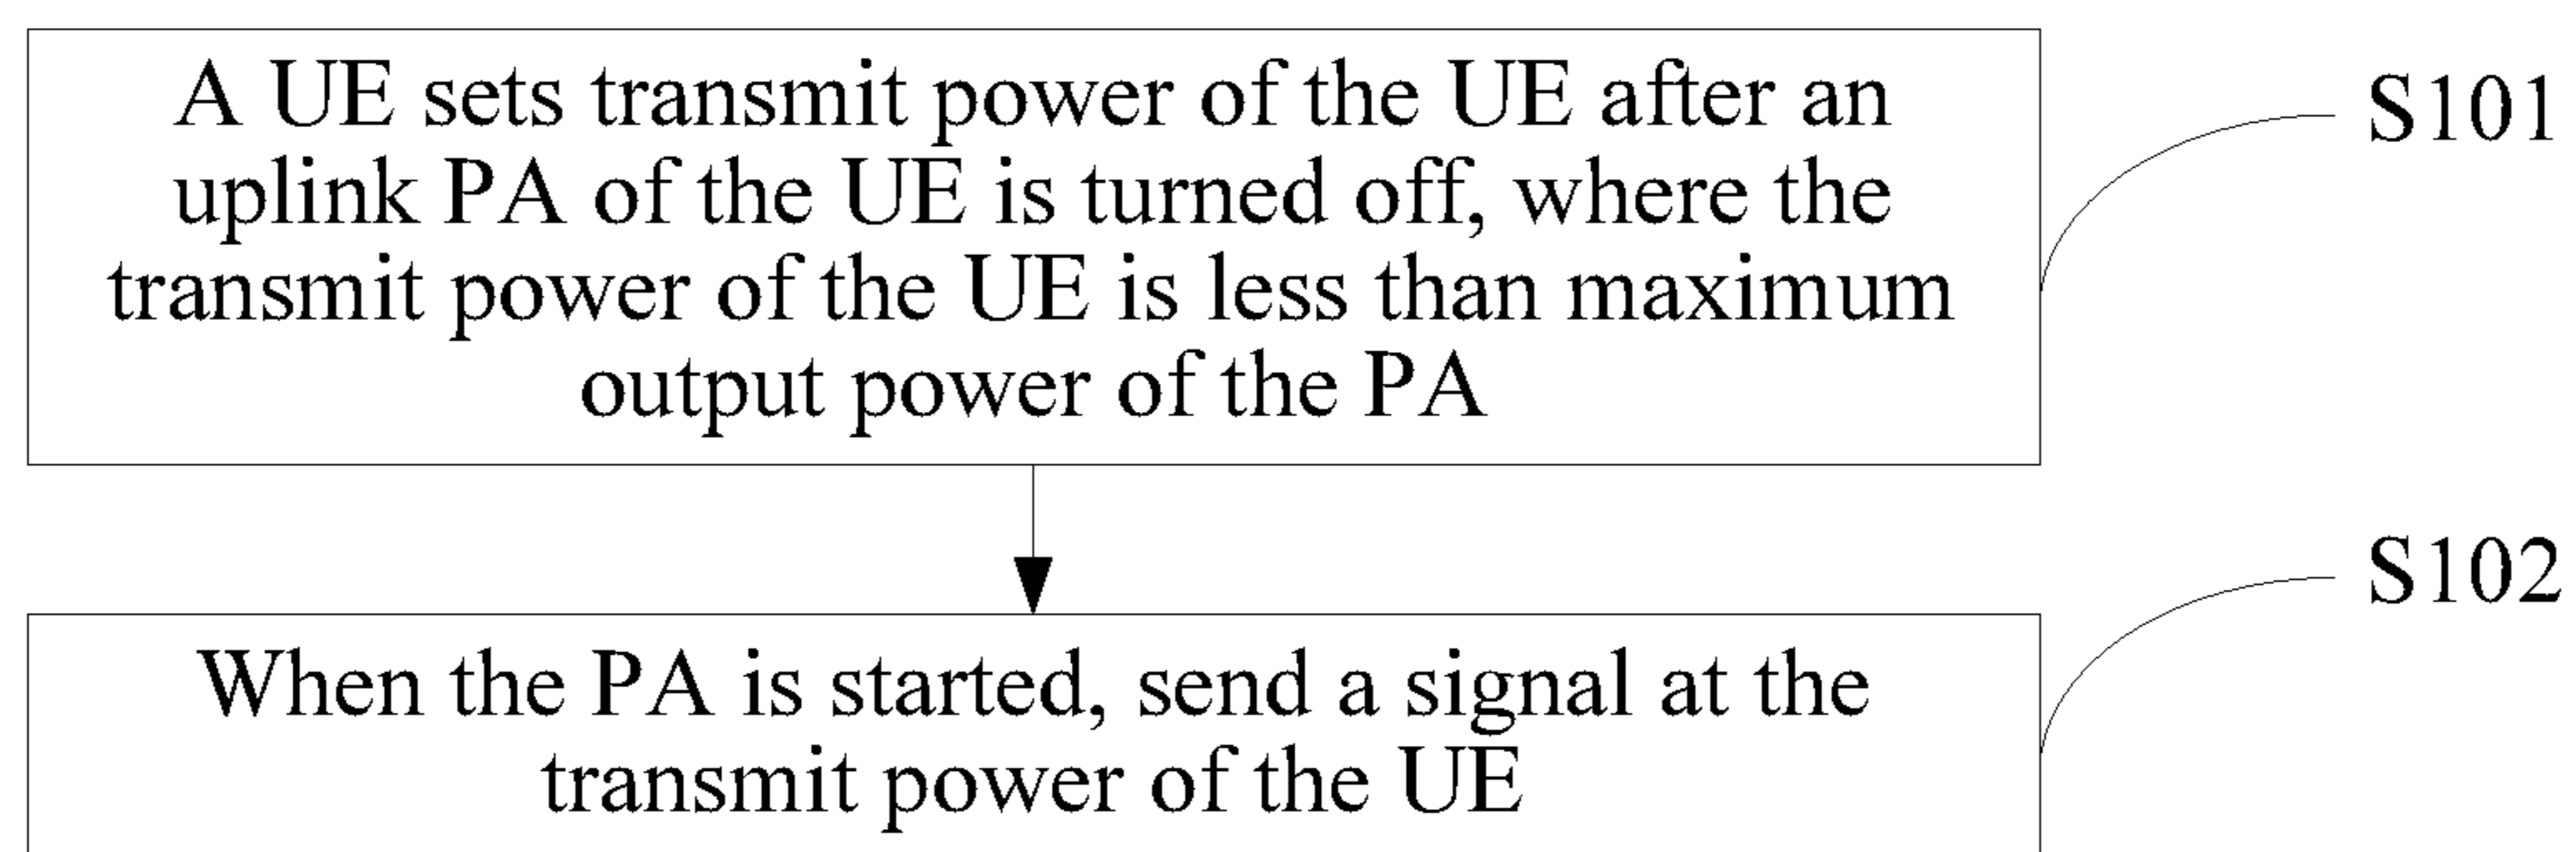 A UE sets transmit power of the UE after an
uplink PA of the UE is turned off, where the
transmit power of the UE is less than maximum
output power of the PA
S101
When the PA is started, send a signal at the
transmit power of the UE
S102